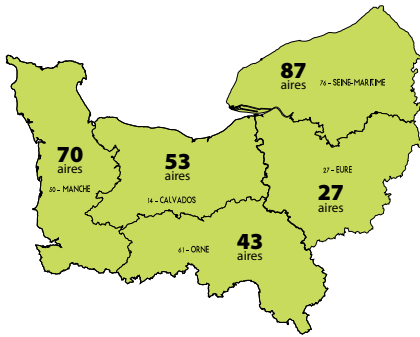 87
aires
76 - SEINE-MARITIME
70
aires
50 - MANCHE
53
aires
14 - CALVADOS
27 - EURE
27
aires
61 - ORNE
43
aires